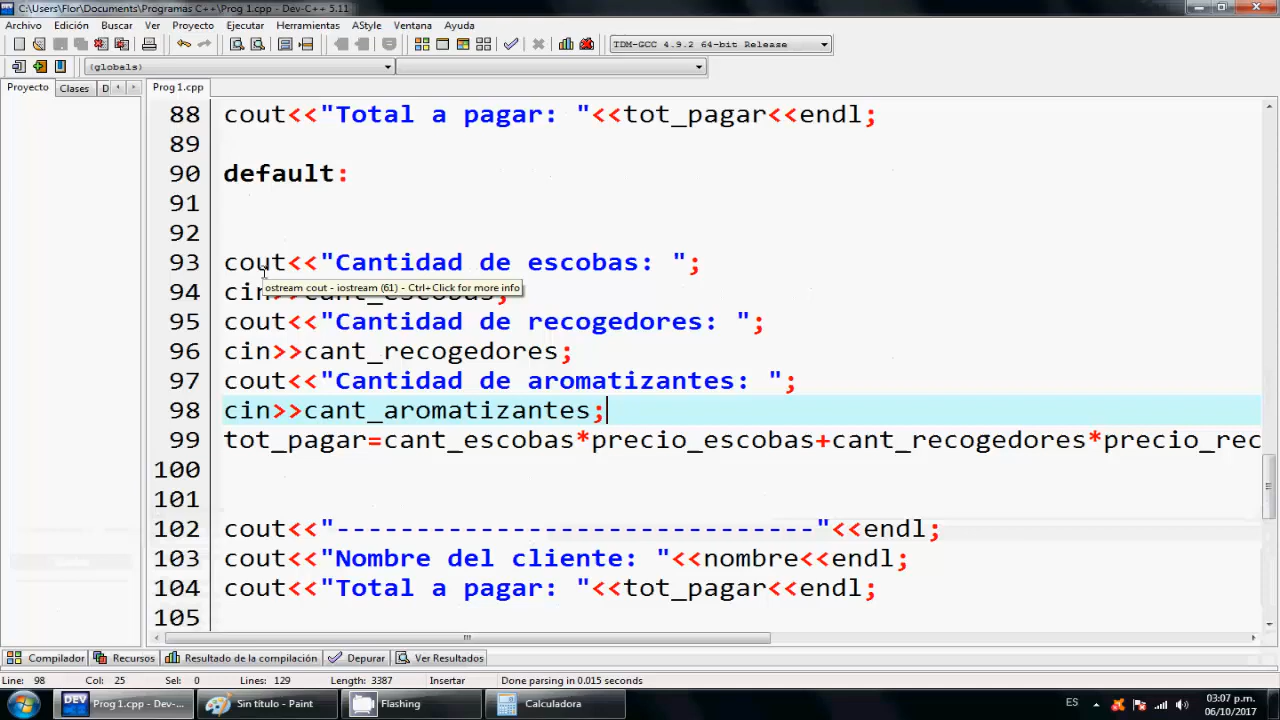 C:\Users\Flor\Documents\Programas C++\Prog 1.cpp - Dev-C++ 5.11
Archivo Edición Buscar Ver Proyecto Ejecutar Herramientas AStyle Ventana Ayuda
TDM-GCC 4.9.2 64-bit Release
(globals)
Proyecto Clases D Prog 1.cpp
88 cout<<"Total a pagar: "<<tot_pagar<<endl;
89
90 default:
91
92
93 cout<<"Cantidad de escobas: ";
ostream cout - iostream (61) - Ctrl+Click for more info
94 cin>>cant_escobas;
95 cout<<"Cantidad de recogedores: ";
96 cin>>cant_recogedores;
97 cout<<"Cantidad de aromatizantes: ";
98 cin>>cant_aromatizantes;
99 tot_pagar=cant_escobas*precio_escobas+cant_recogedores*precio_rec
100
101
102 cout<<"------------------------------"<<endl;
103 cout<<"Nombre del cliente: "<<nombre<<endl;
104 cout<<"Total a pagar: "<<tot_pagar<<endl;
105
Compilador Recursos Resultado de la compilación Depurar Ver Resultados
Line: 98 Col: 25 Sel: 0 Lines: 129 Length: 3387 Insertar Done parsing in 0.015 seconds
DEV Prog 1.cpp - Dev-... Sin título - Paint Flashing Calculadora ES 03:07 p.m.
06/10/2017